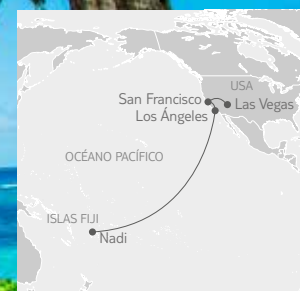 USA
San Francisco
Las Vegas
Los Ángeles
OCÉANO PACÍFICO
ISLAS FIJI
Nadi